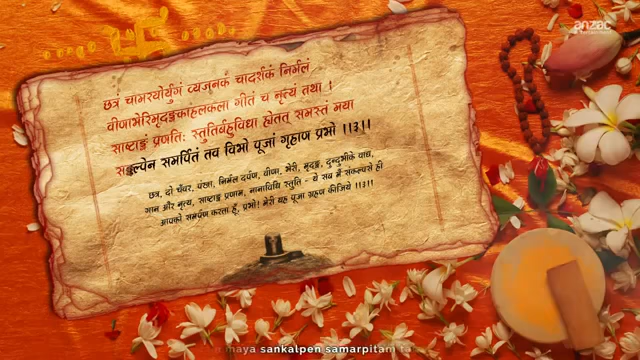 anzac
entertainment
छत्रं चामरयोर्युगं व्यजनकं चादर्शकं निर्मलं
वीणाभेरिमृदङ्गकाहलकला गीतं च नृत्यं तथा ।
साष्टाङ्गं प्रणतिः स्तुतिर्बहुविधा ह्येतत् समस्तं मया
सङ्कल्पेन समर्पितं तव विभो पूजां गृहाण प्रभो ।।३।।
छत्र, दो चँवर, पंखा, निर्मल दर्पण, वीणा, भेरी, मृदङ्ग, दुन्दुभीके वाद्य,
गान और नृत्य, साष्टाङ्ग प्रणाम, नानाविधि स्तुति - ये सब मैं संकल्पसे ही
आपको समर्पण करता हूँ, प्रभो! मेरी यह पूजा ग्रहण कीजिये ।।३।।
maya sankalpen samarpitam ta